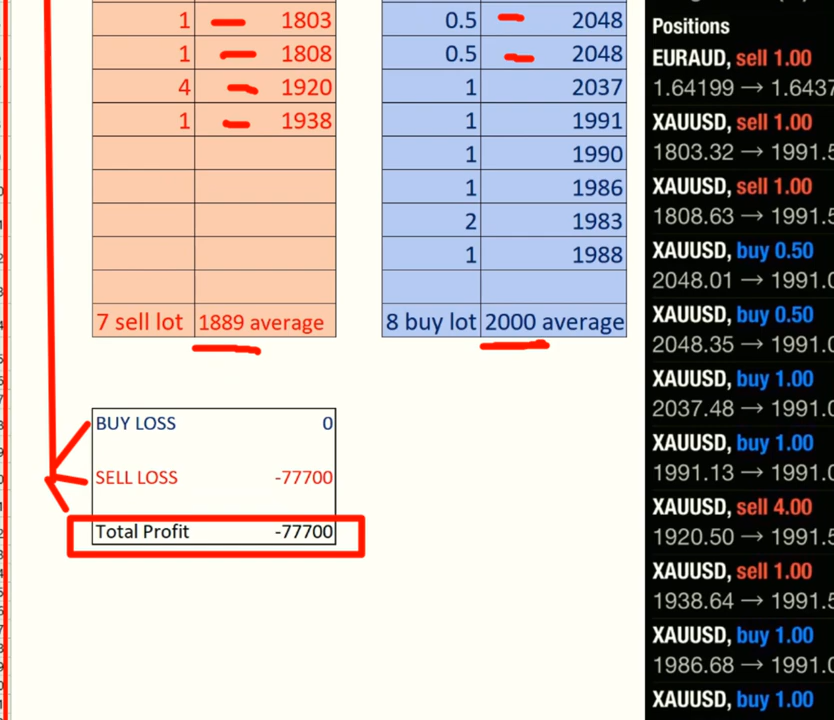 1 1803
1 1808
4 1920
1 1938
7 sell lot 1889 average
0.5 2048
0.5 2048
1 2037
1 1991
1 1990
1 1986
2 1983
1 1988
8 buy lot 2000 average
BUY LOSS 0
SELL LOSS -77700
Total Profit -77700
Positions
EURAUD, sell 1.00
1.64199 → 1.6437
XAUUSD, sell 1.00
1803.32 → 1991.5
XAUUSD, sell 1.00
1808.63 → 1991.5
XAUUSD, buy 0.50
2048.01 → 1991.0
XAUUSD, buy 0.50
2048.35 → 1991.0
XAUUSD, buy 1.00
2037.48 → 1991.0
XAUUSD, buy 1.00
1991.13 → 1991.0
XAUUSD, sell 4.00
1920.50 → 1991.5
XAUUSD, sell 1.00
1938.64 → 1991.5
XAUUSD, buy 1.00
1986.68 → 1991.0
XAUUSD, buy 1.00